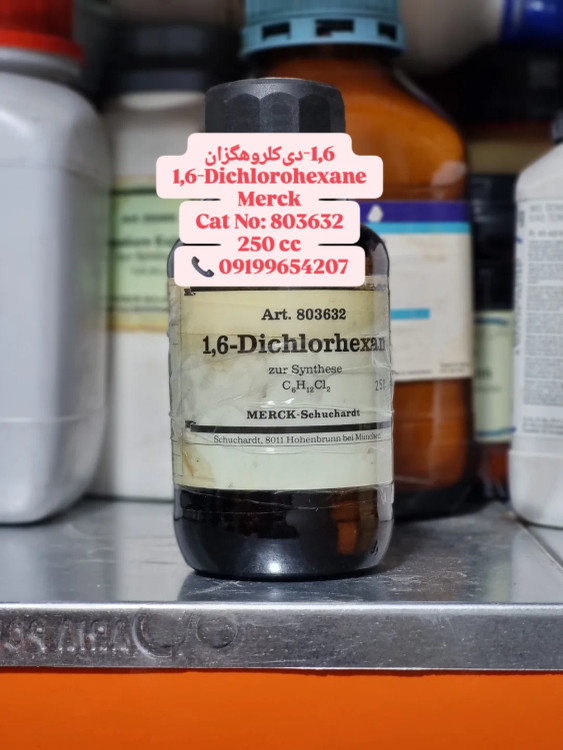 1,6-دی‌کلروهگزان
1,6-Dichlorohexane
Merck
Cat No: 803632
250 cc
📞 09199654207
Art. 803632
1,6-Dichlorhexan
zur Synthese
C₆H₁₂Cl₂
25
MERCK-Schuchardt
Schuchardt, 8011 Hohenbrunn bei München